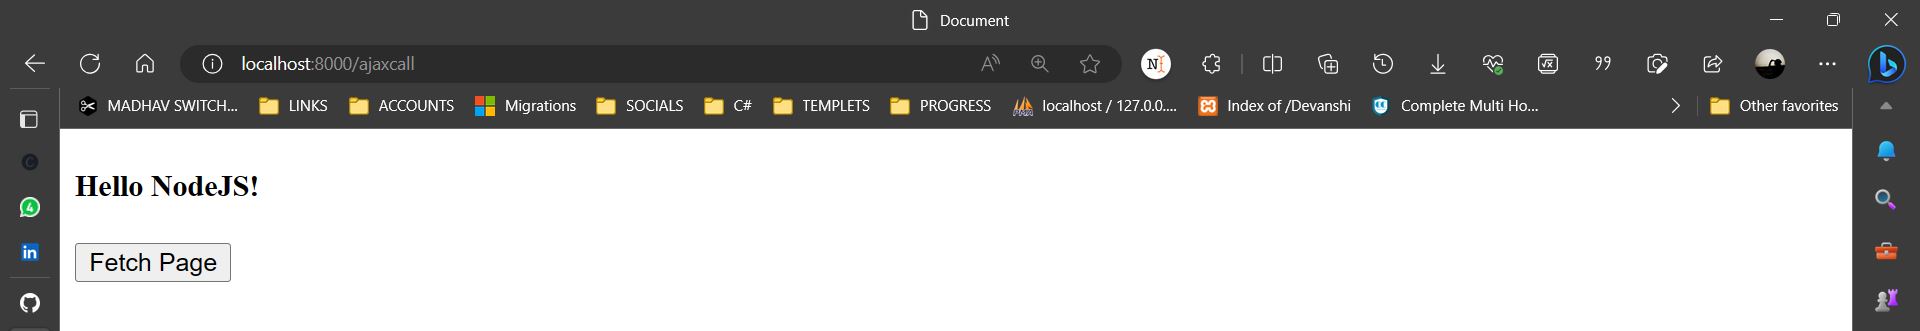 Document
localhost:8000/ajaxcall
MADHAV SWITCH... LINKS ACCOUNTS Migrations SOCIALS C# TEMPLETS PROGRESS localhost / 127.0.0.... Index of /Devanshi Complete Multi Ho... Other favorites
Hello NodeJS!
Fetch Page